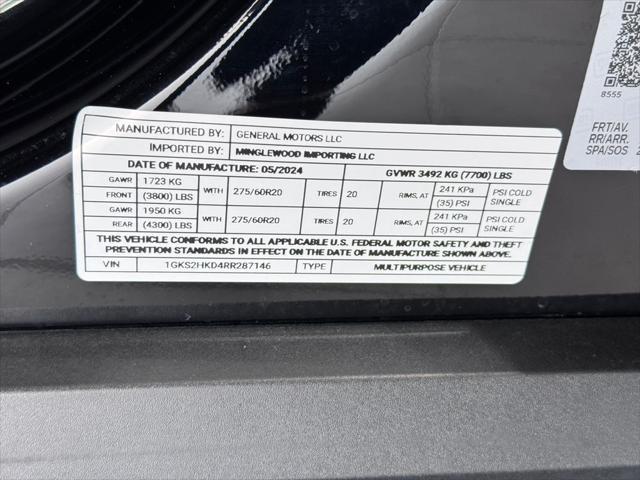 MANUFACTURED BY: GENERAL MOTORS LLC
IMPORTED BY: MINGLEWOOD IMPORTING LLC
DATE OF MANUFACTURE: 05/2024 GVWR 3492 KG (7700) LBS
GAWR 1723 KG WITH 275/60R20 TIRES 20 RIMS, AT 241 KPa PSI COLD
FRONT (3800) LBS (35) PSI SINGLE
GAWR 1950 KG WITH 275/60R20 TIRES 20 RIMS, AT 241 KPa PSI COLD
REAR (4300) LBS (35) PSI SINGLE
THIS VEHICLE CONFORMS TO ALL APPLICABLE U.S. FEDERAL MOTOR SAFETY AND THEFT
PREVENTION STANDARDS IN EFFECT ON THE DATE OF MANUFACTURE SHOWN ABOVE.
VIN 1GKS2HKD4RR287146 TYPE MULTIPURPOSE VEHICLE
8555
FRT/AV.
RR/ARR.
SPA/SOS